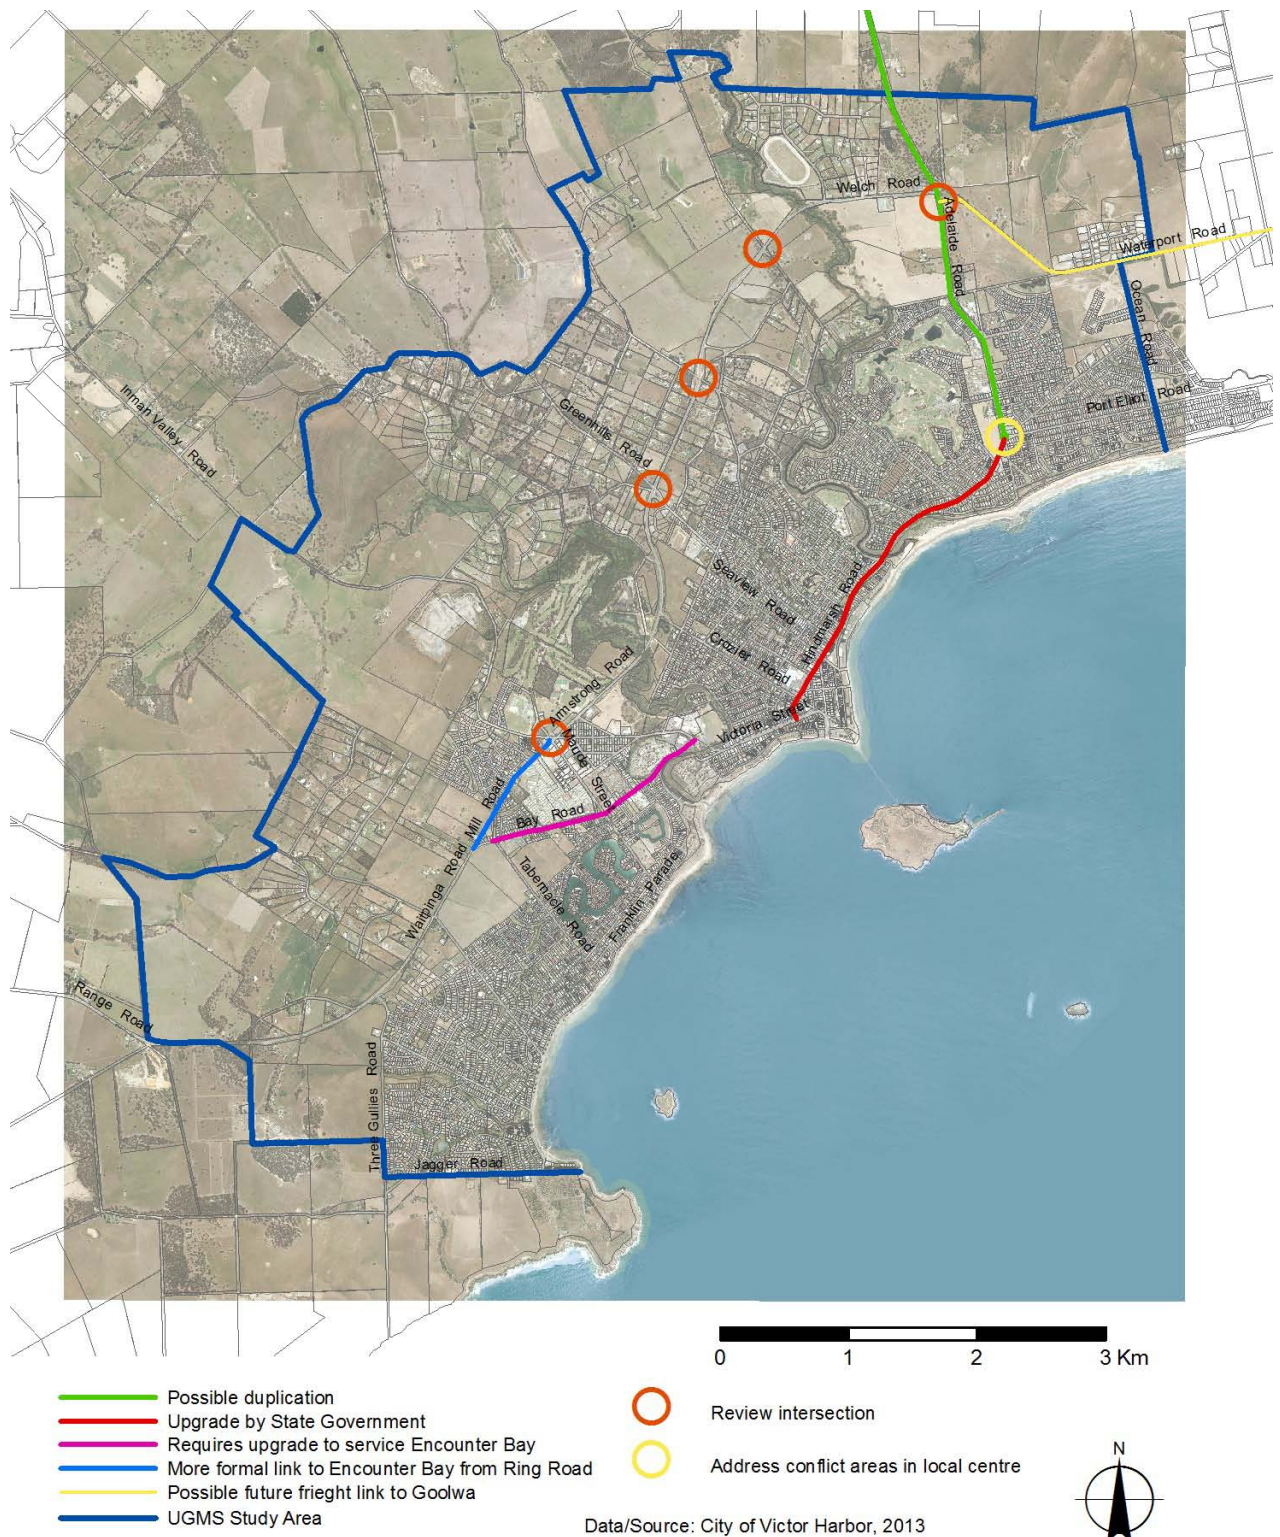 Welch Road
Adelaide Road
Waterport Road
Ocean Road
Port Elliot Road
Inman Valley Road
Greenhills Road
Seaview Road
Hindmarsh Road
Crozier Road
Armstrong Road
Victoria Street
Maude Street
Mill Road
Bay Road
Waitpinga Road
Tabernacle Road
Franklin Parade
Range Road
Three Gullies Road
Jagger Road
0 1 2 3 Km
Possible duplication
Upgrade by State Government
Requires upgrade to service Encounter Bay
More formal link to Encounter Bay from Ring Road
Possible future frieght link to Goolwa
UGMS Study Area
Review intersection
Address conflict areas in local centre
N
Data/Source: City of Victor Harbor, 2013